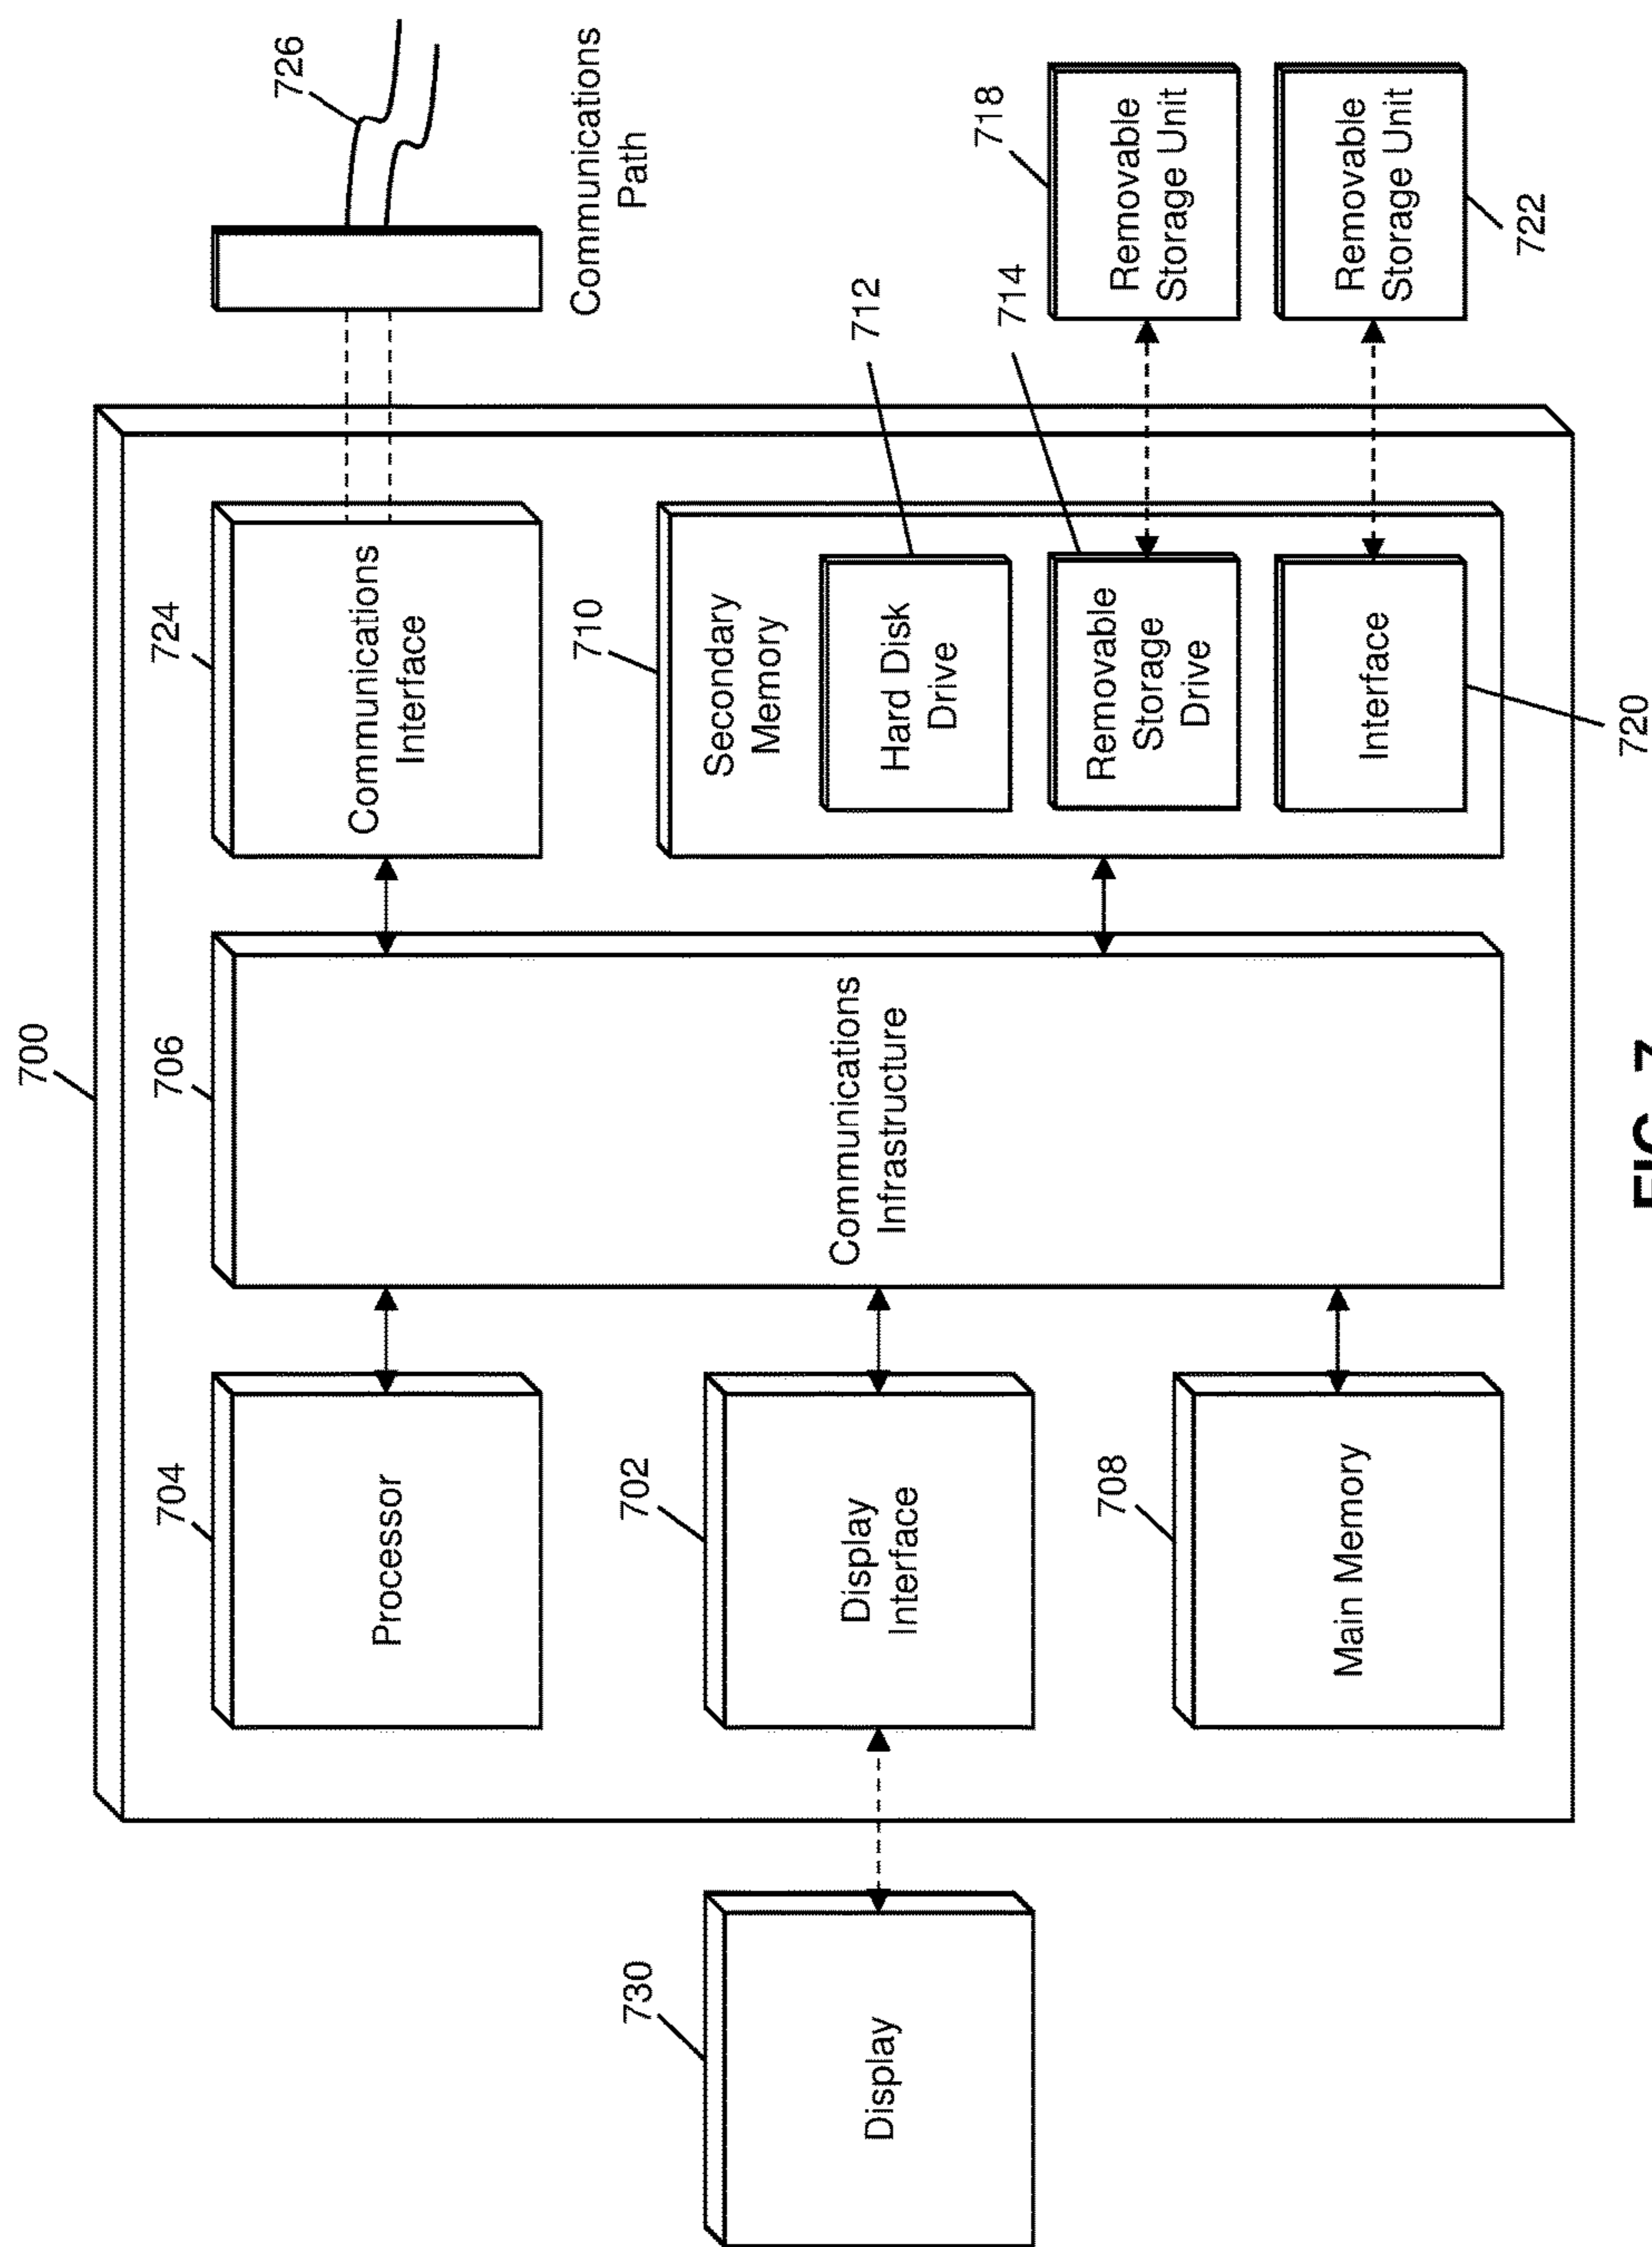 700
704
Processor
702
Display
Interface
708
Main Memory
730
Display
706
Communications
Infrastructure
724
Communications
Interface
710
Secondary
Memory
712
Hard Disk
Drive
714
Removable
Storage
Drive
720
Interface
726
Communications
Path
718
Removable
Storage Unit
722
Removable
Storage Unit
FIG. 7